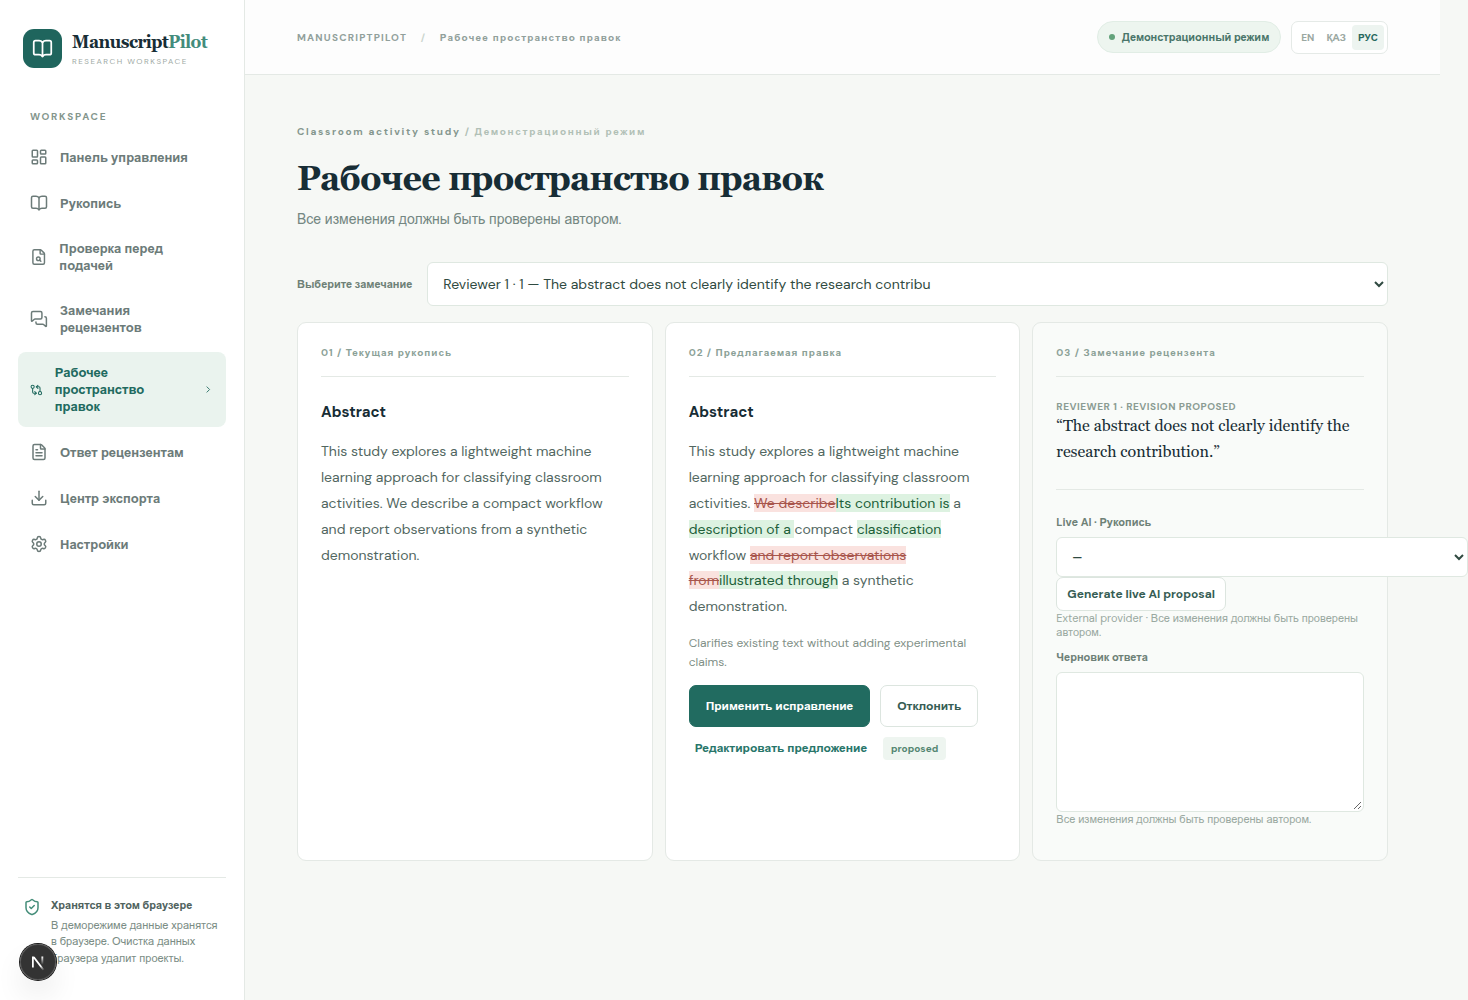 ManuscriptPilot
RESEARCH WORKSPACE
WORKSPACE
Панель управления
Рукопись
Проверка перед
подачей
Замечания
рецензентов
Рабочее
пространство
правок
Ответ рецензентам
Центр экспорта
Настройки
Хранятся в этом браузере
В деморежиме данные хранятся
в браузере. Очистка данных
браузера удалит проекты.
N
MANUSCRIPTPILOT / Рабочее пространство правок
Демонстрационный режим
EN ҚАЗ РУС
Classroom activity study / Демонстрационный режим
Рабочее пространство правок
Все изменения должны быть проверены автором.
Выберите замечание
Reviewer 1 · 1 — The abstract does not clearly identify the research contribu
01 / Текущая рукопись
Abstract
This study explores a lightweight machine
learning approach for classifying classroom
activities. We describe a compact workflow
and report observations from a synthetic
demonstration.
02 / Предлагаемая правка
Abstract
This study explores a lightweight machine
learning approach for classifying classroom
activities. We describeIts contribution is a
description of a compact classification
workflow and report observations
fromillustrated through a synthetic
demonstration.
Clarifies existing text without adding experimental
claims.
Применить исправление
Отклонить
Редактировать предложение
proposed
03 / Замечание рецензента
REVIEWER 1 · REVISION PROPOSED
“The abstract does not clearly identify the
research contribution.”
Live AI · Рукопись
—
Generate live AI proposal
External provider · Все изменения должны быть проверены
автором.
Черновик ответа
Все изменения должны быть проверены автором.